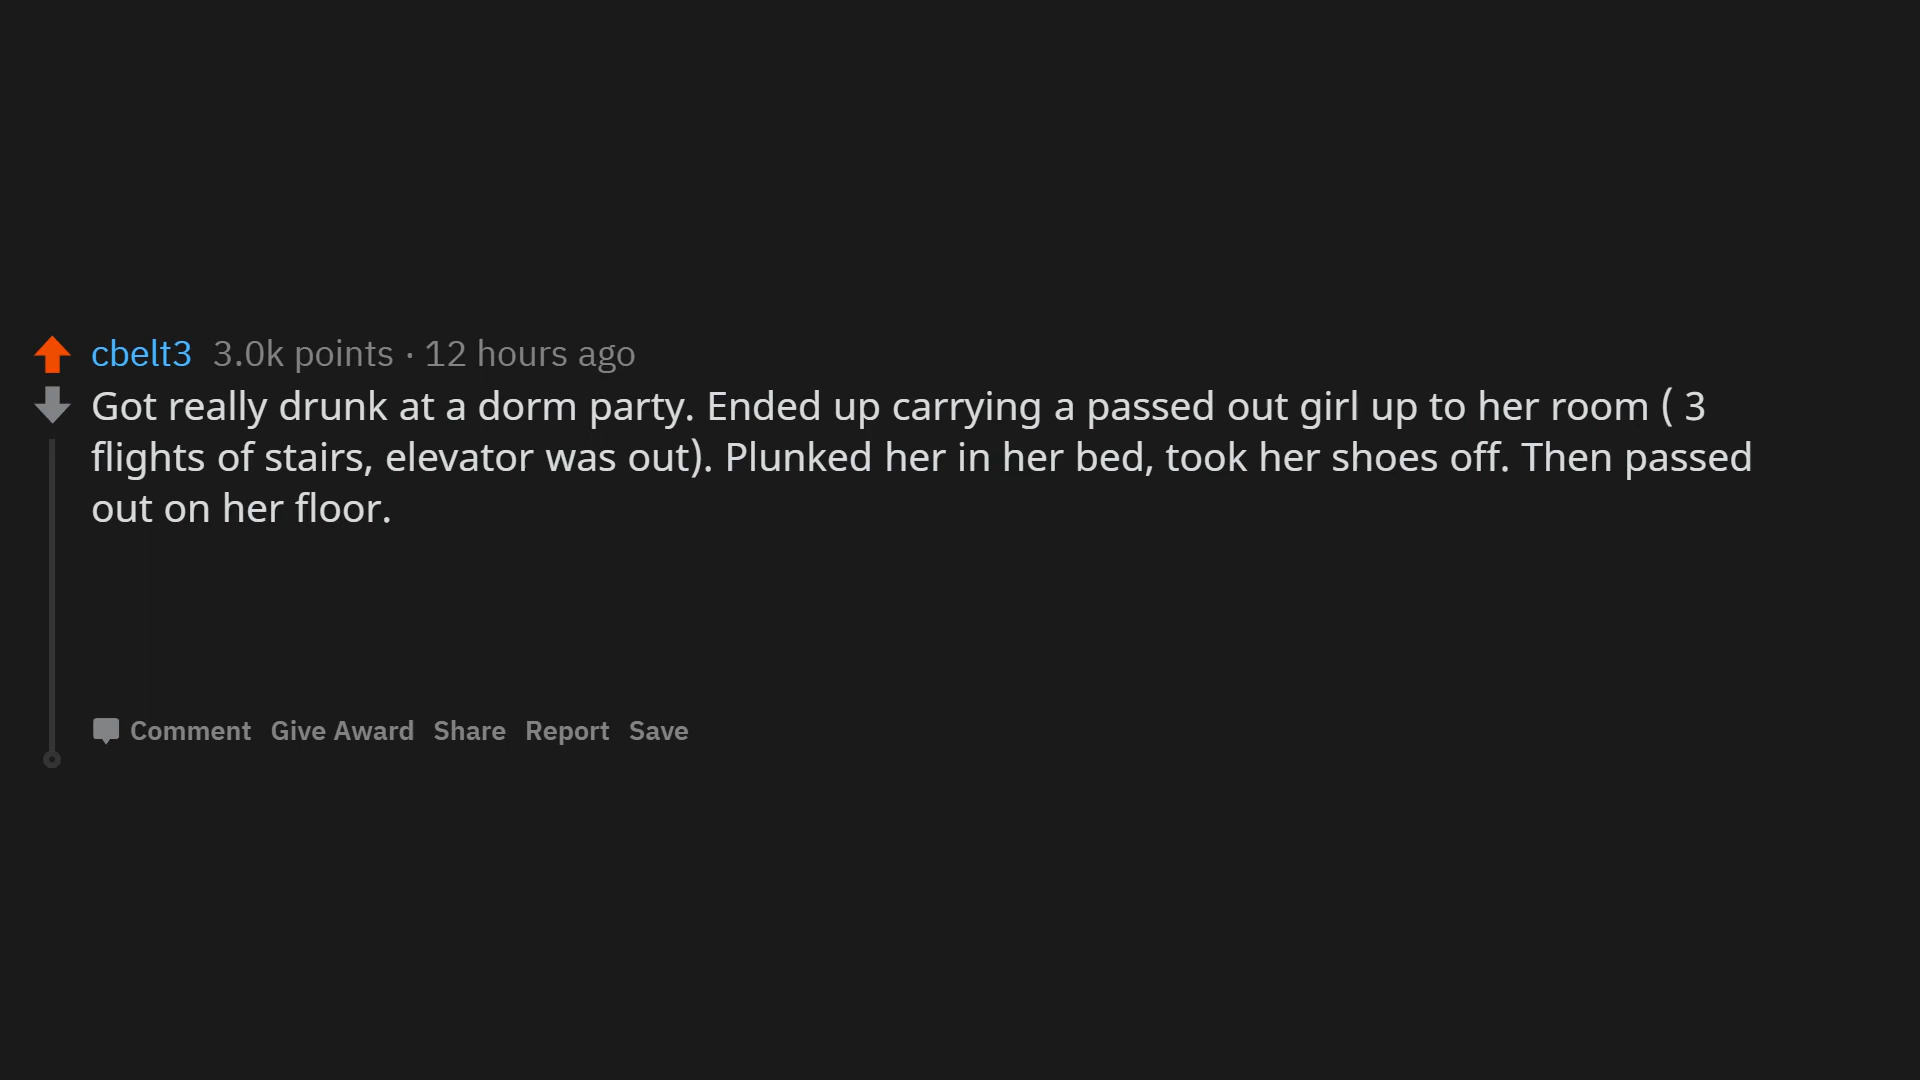 cbelt3 3.0k points · 12 hours ago
Got really drunk at a dorm party. Ended up carrying a passed out girl up to her room ( 3
flights of stairs, elevator was out). Plunked her in her bed, took her shoes off. Then passed
out on her floor.
Comment Give Award Share Report Save